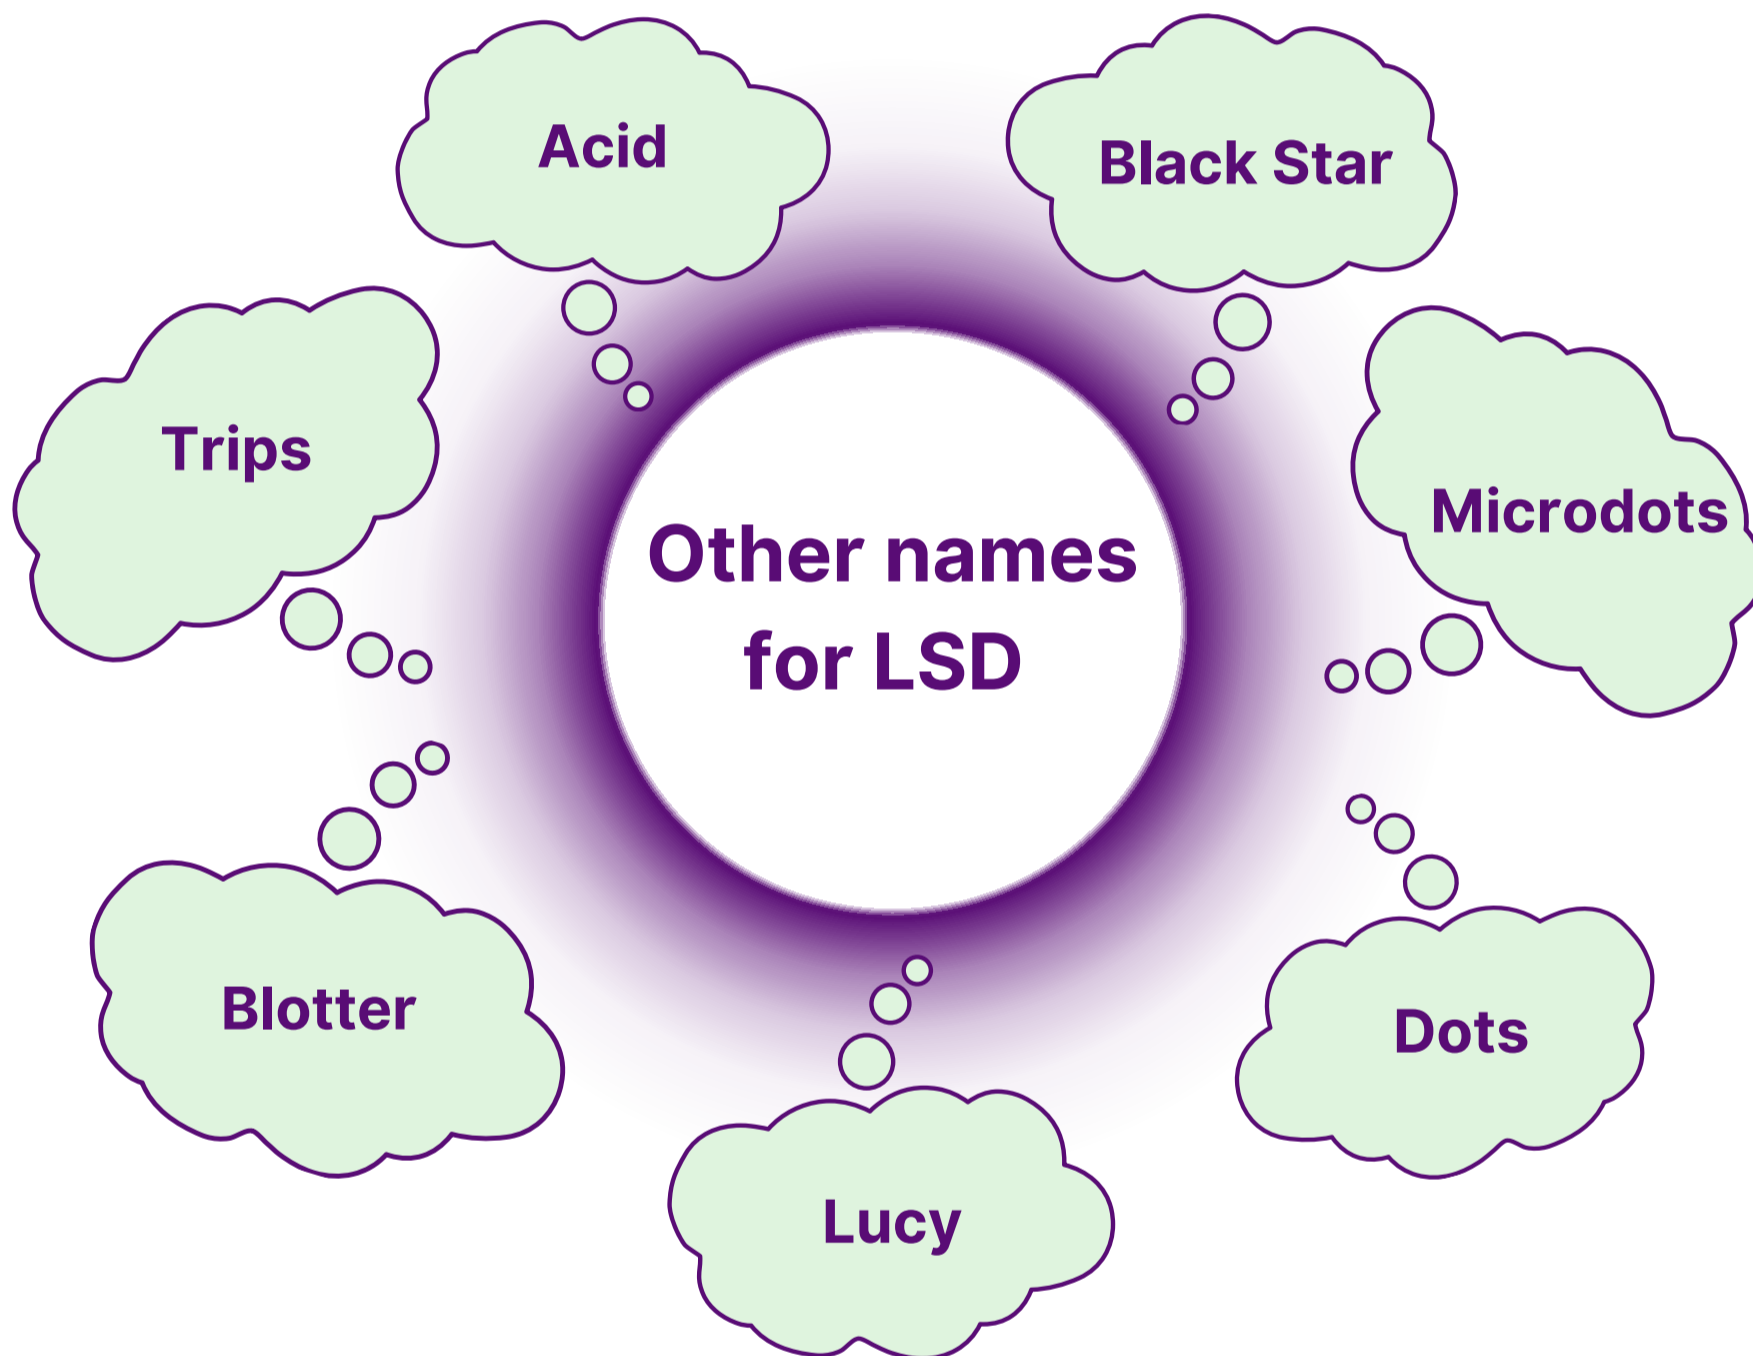 Acid
Black Star
Trips
Microdots
Other names
for LSD
Blotter
Dots
Lucy